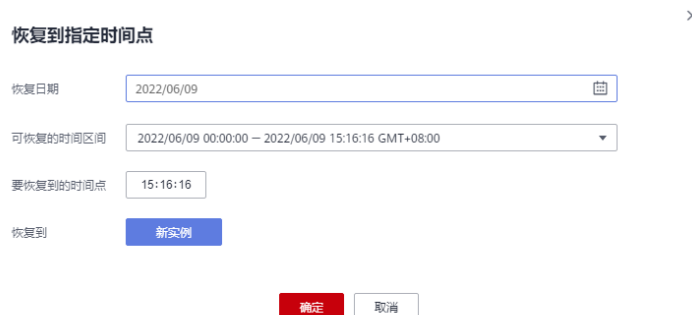 恢复到指定时间点
恢复日期 2022/06/09
可恢复的时间区间 2022/06/09 00:00:00 — 2022/06/09 15:16:16 GMT+08:00
要恢复到的时间点 15:16:16
恢复到 新实例
确定 取消